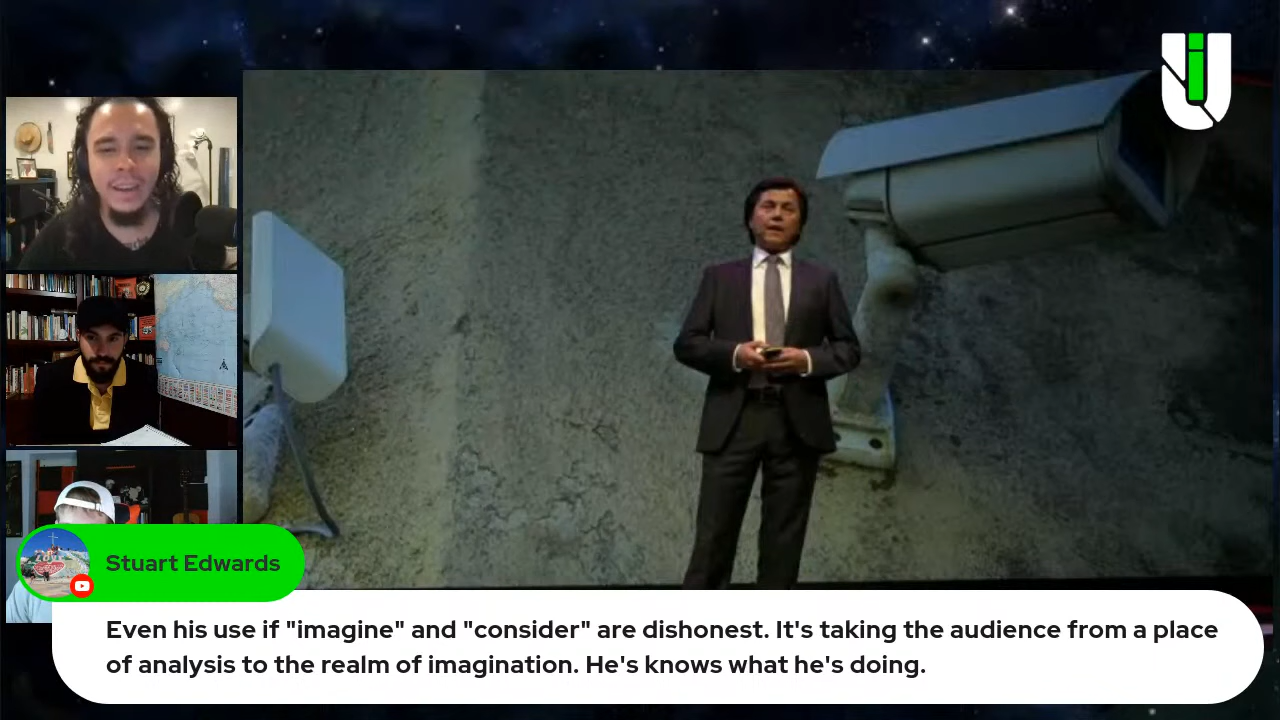 Stuart Edwards
Even his use if "imagine" and "consider" are dishonest. It's taking the audience from a place
of analysis to the realm of imagination. He's knows what he's doing.